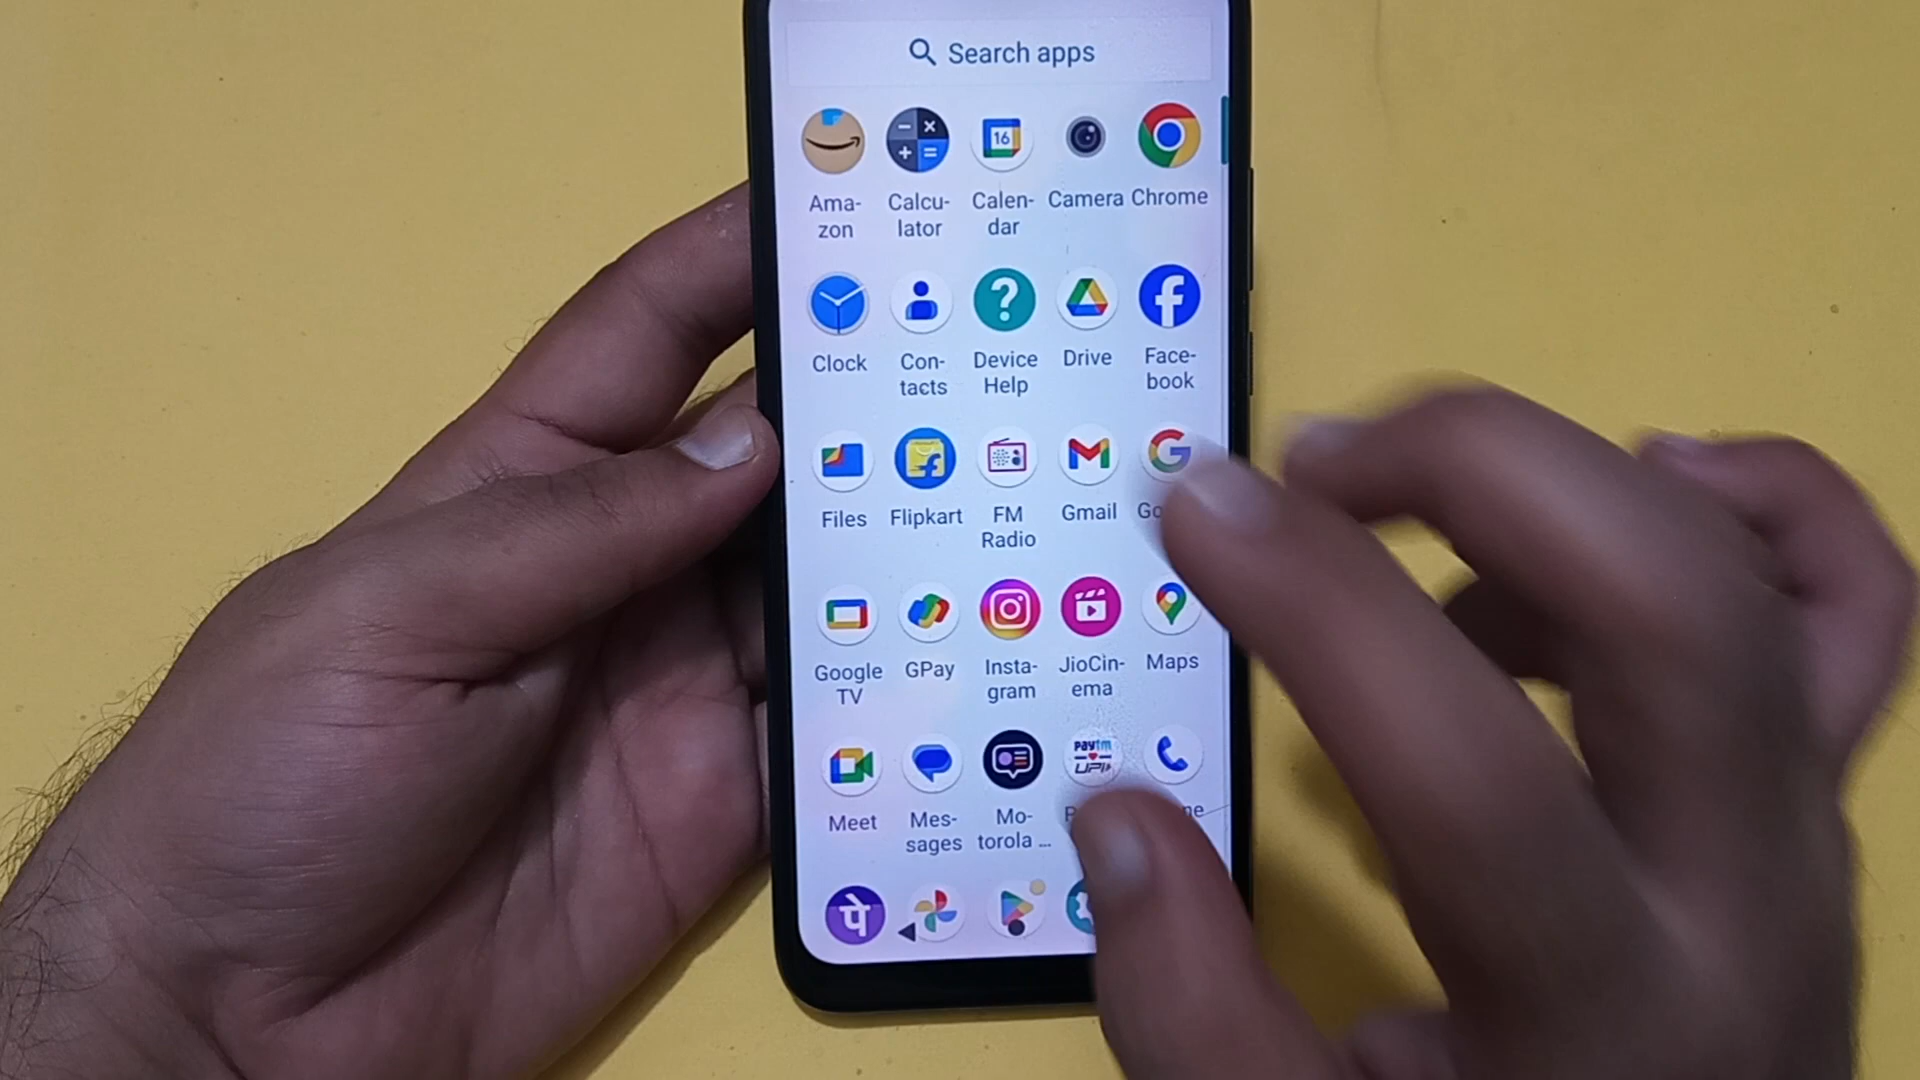 Search apps
16
Ama-
zon
Calcu-
lator
Calen-
dar
Camera
Chrome
Clock
Con-
tacts
Device
Help
Drive
Face-
book
Files
Flipkart
FM
Radio
Gmail
Google
TV
GPay
Insta-
gram
JioCin-
ema
Maps
paytm
UPI
Meet
Mes-
sages
Mo-
torola ...
पे